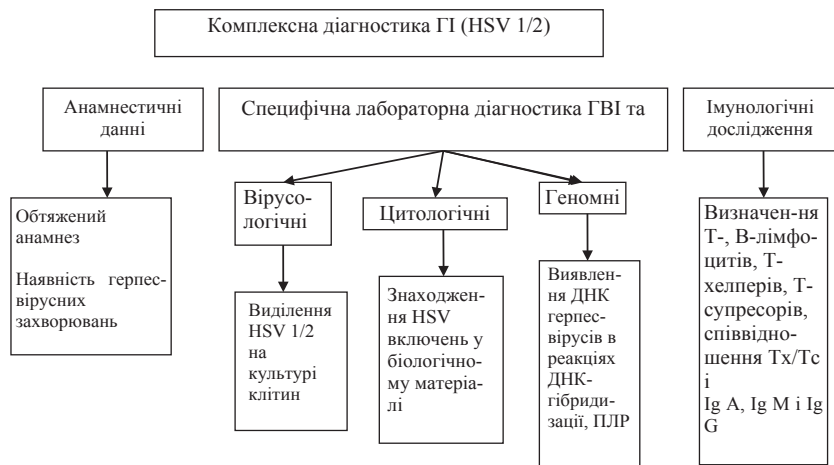 Комплексна діагностика ГІ (HSV 1/2)
Анамнестичні
данні
Специфічна лабораторна діагностика ГВІ та
Імунологічні
дослідження
Обтяжений
анамнез
Наявність герпес-
вірусних
захворювань
Вірусо-
логічні
Цитологічні
Геномні
Виділення
HSV 1/2
на
культурі
клітин
Знаходжен-
ня HSV
включень у
біологічно-
му матеріа-
лі
Виявлен-
ня ДНК
герпес-
вірусів в
реакціях
ДНК-
гібриди-
зації, ПЛР
Визначен-ня
Т-, В-лімфо-
цитів, Т-
хелперів, Т-
супресорів,
співвідно-
шення Тх/Тс і
Ig A, Ig M і Ig
G